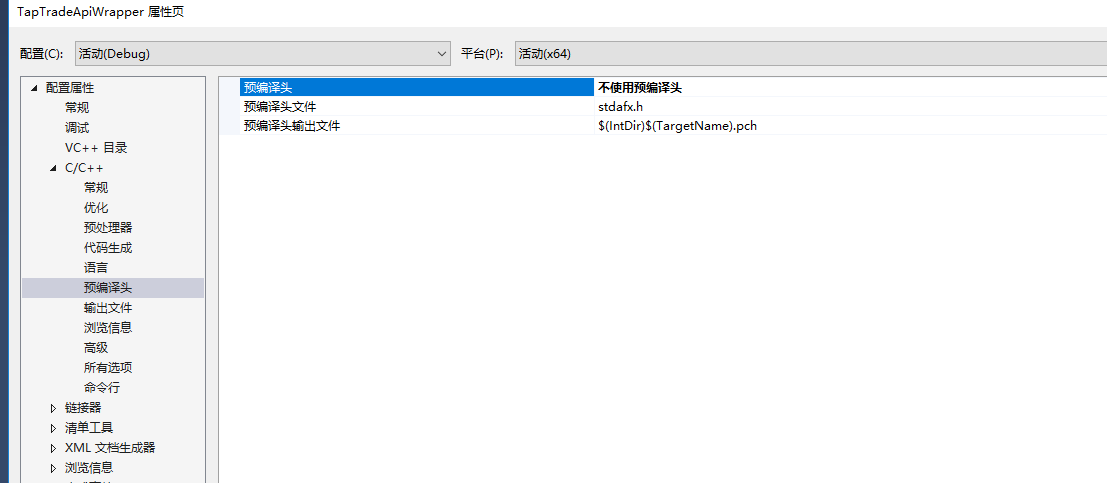 TapTradeApiWrapper 属性页
配置(C): 活动(Debug) 平台(P): 活动(x64)
配置属性
常规
调试
VC++ 目录
C/C++
常规
优化
预处理器
代码生成
语言
预编译头
输出文件
浏览信息
高级
所有选项
命令行
链接器
清单工具
XML 文档生成器
浏览信息
预编译头 不使用预编译头
预编译头文件 stdafx.h
预编译头输出文件 $(IntDir)$(TargetName).pch